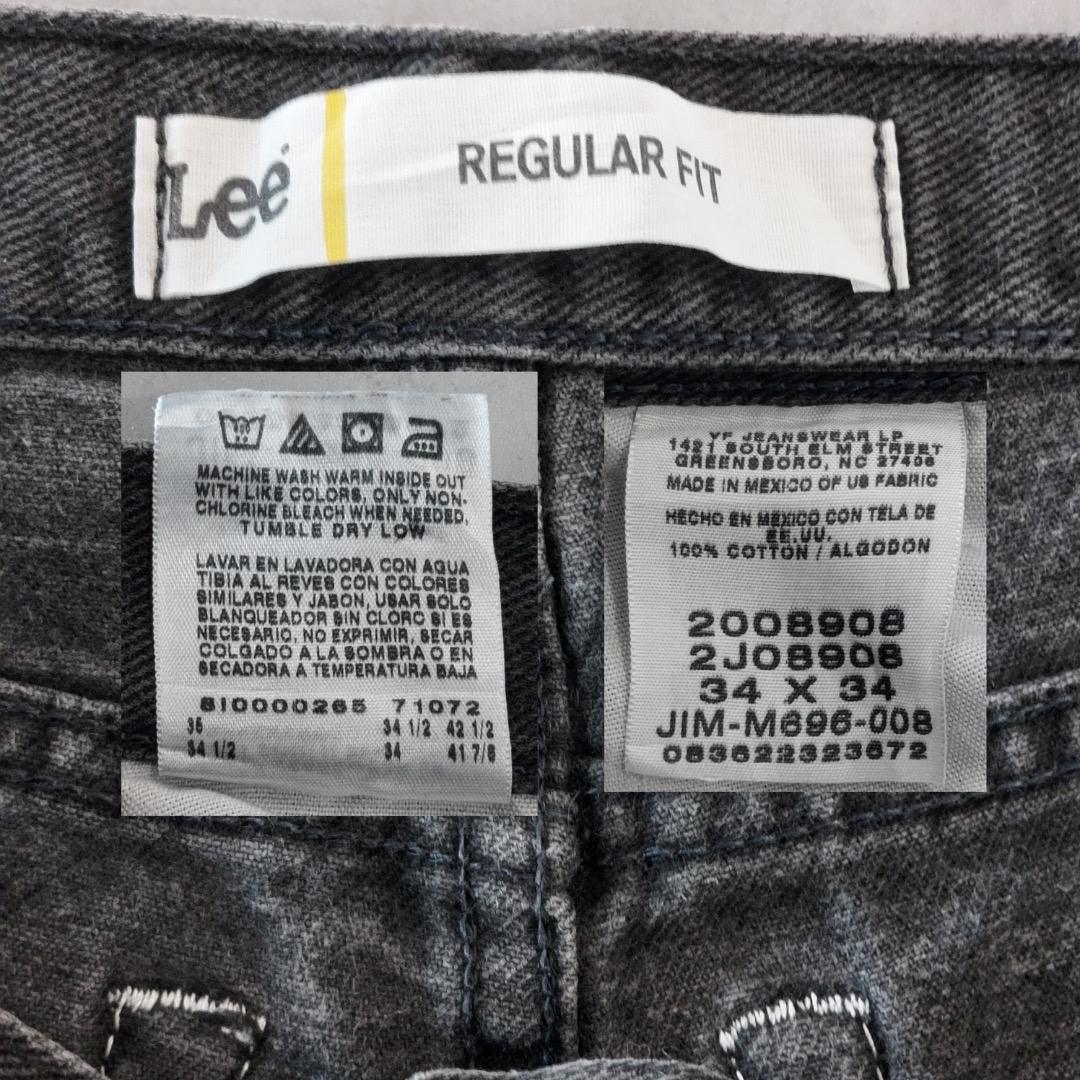 Lee
REGULAR FIT
MACHINE WASH WARM INSIDE OUT
WITH LIKE COLORS, ONLY NON-
CHLORINE BLEACH WHEN NEEDED,
TUMBLE DRY LOW
LAVAR EN LAVADORA CON AGUA
TIBIA AL REVES CON COLORES
SIMILARES Y JABON, USAR SOLO
BLANQUEADOR SIN CLORO SI ES
NECESARIO, NO EXPRIMIR, SECAR
COLGADO A LA SOMBRA O EN
SECADORA A TEMPERATURA BAJA
SI0000265 71072
36 34 1/2 42 1/2
34 1/2 34 41 7/8
VF JEANSWEAR LP
1421 SOUTH ELM STREET
GREENSBORO, NC 27406
MADE IN MEXICO OF US FABRIC
HECHO EN MEXICO CON TELA DE
EE.UU.
100% COTTON / ALGODON
2008908
2J08908
34 X 34
JIM-M696-008
083622323672